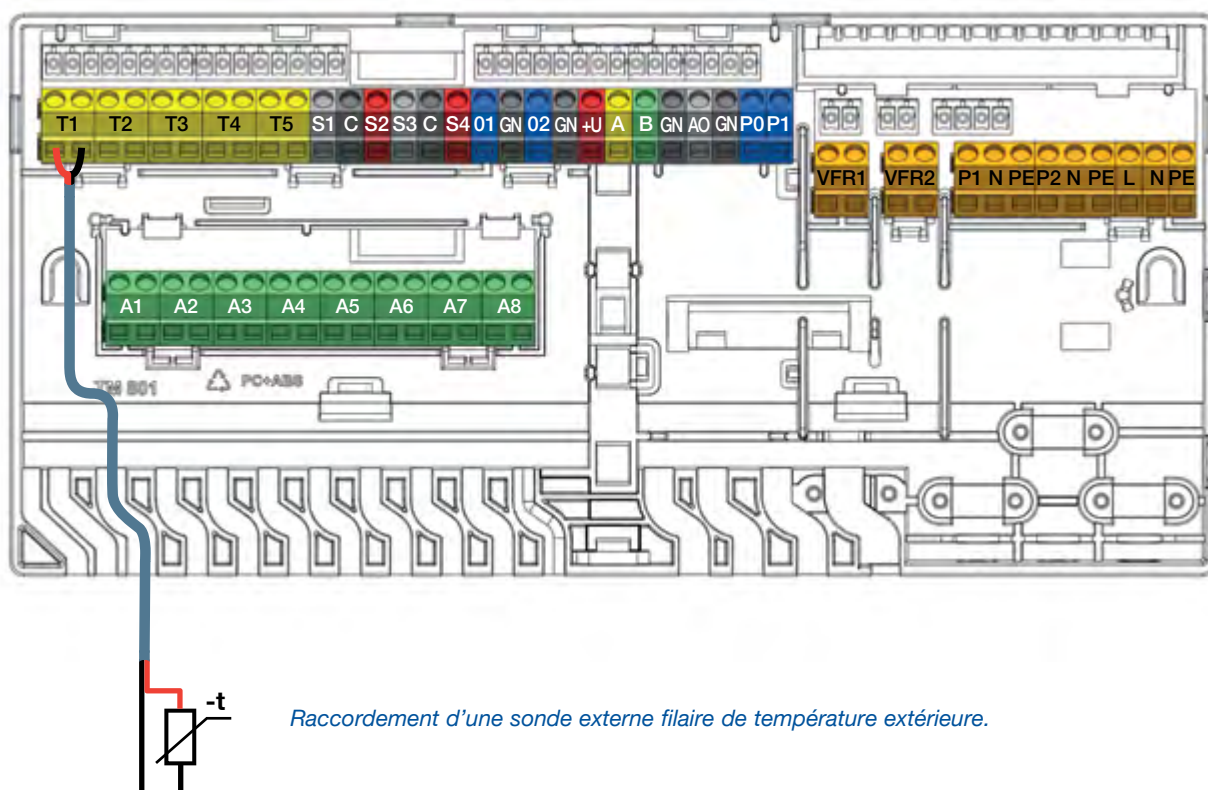 T1 T2 T3 T4 T5 S1 C S2 S3 C S4 01 GN 02 GN +U A B GN AO GN P0 P1
VFR1 VFR2 P1 N PE P2 N PE L N PE
A1 A2 A3 A4 A5 A6 A7 A8
TM 801 PC+ABS
-t
Raccordement d’une sonde externe filaire de température extérieure.